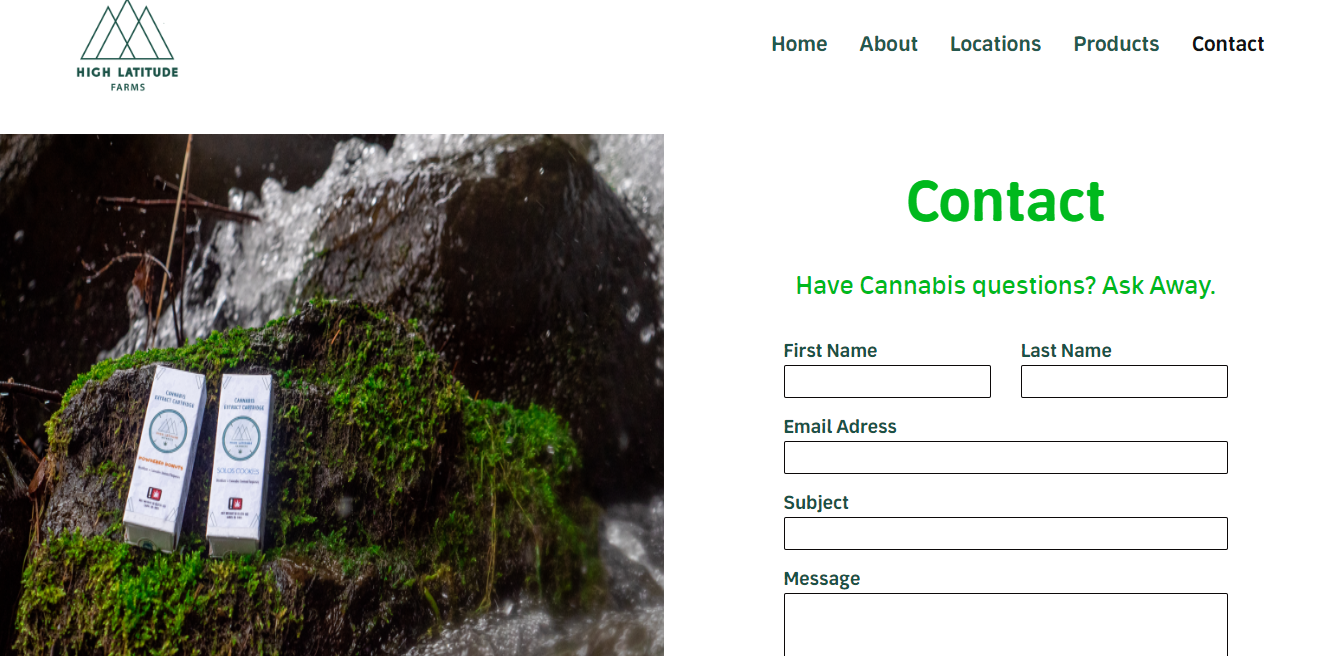 HIGH LATITUDE
FARMS
Home About Locations Products Contact
Contact
Have Cannabis questions? Ask Away.
First Name Last Name
Email Adress
Subject
Message
CANNABIS
EXTRACT CARTRIDGE
CANNABIS
EXTRACT CARTRIDGE